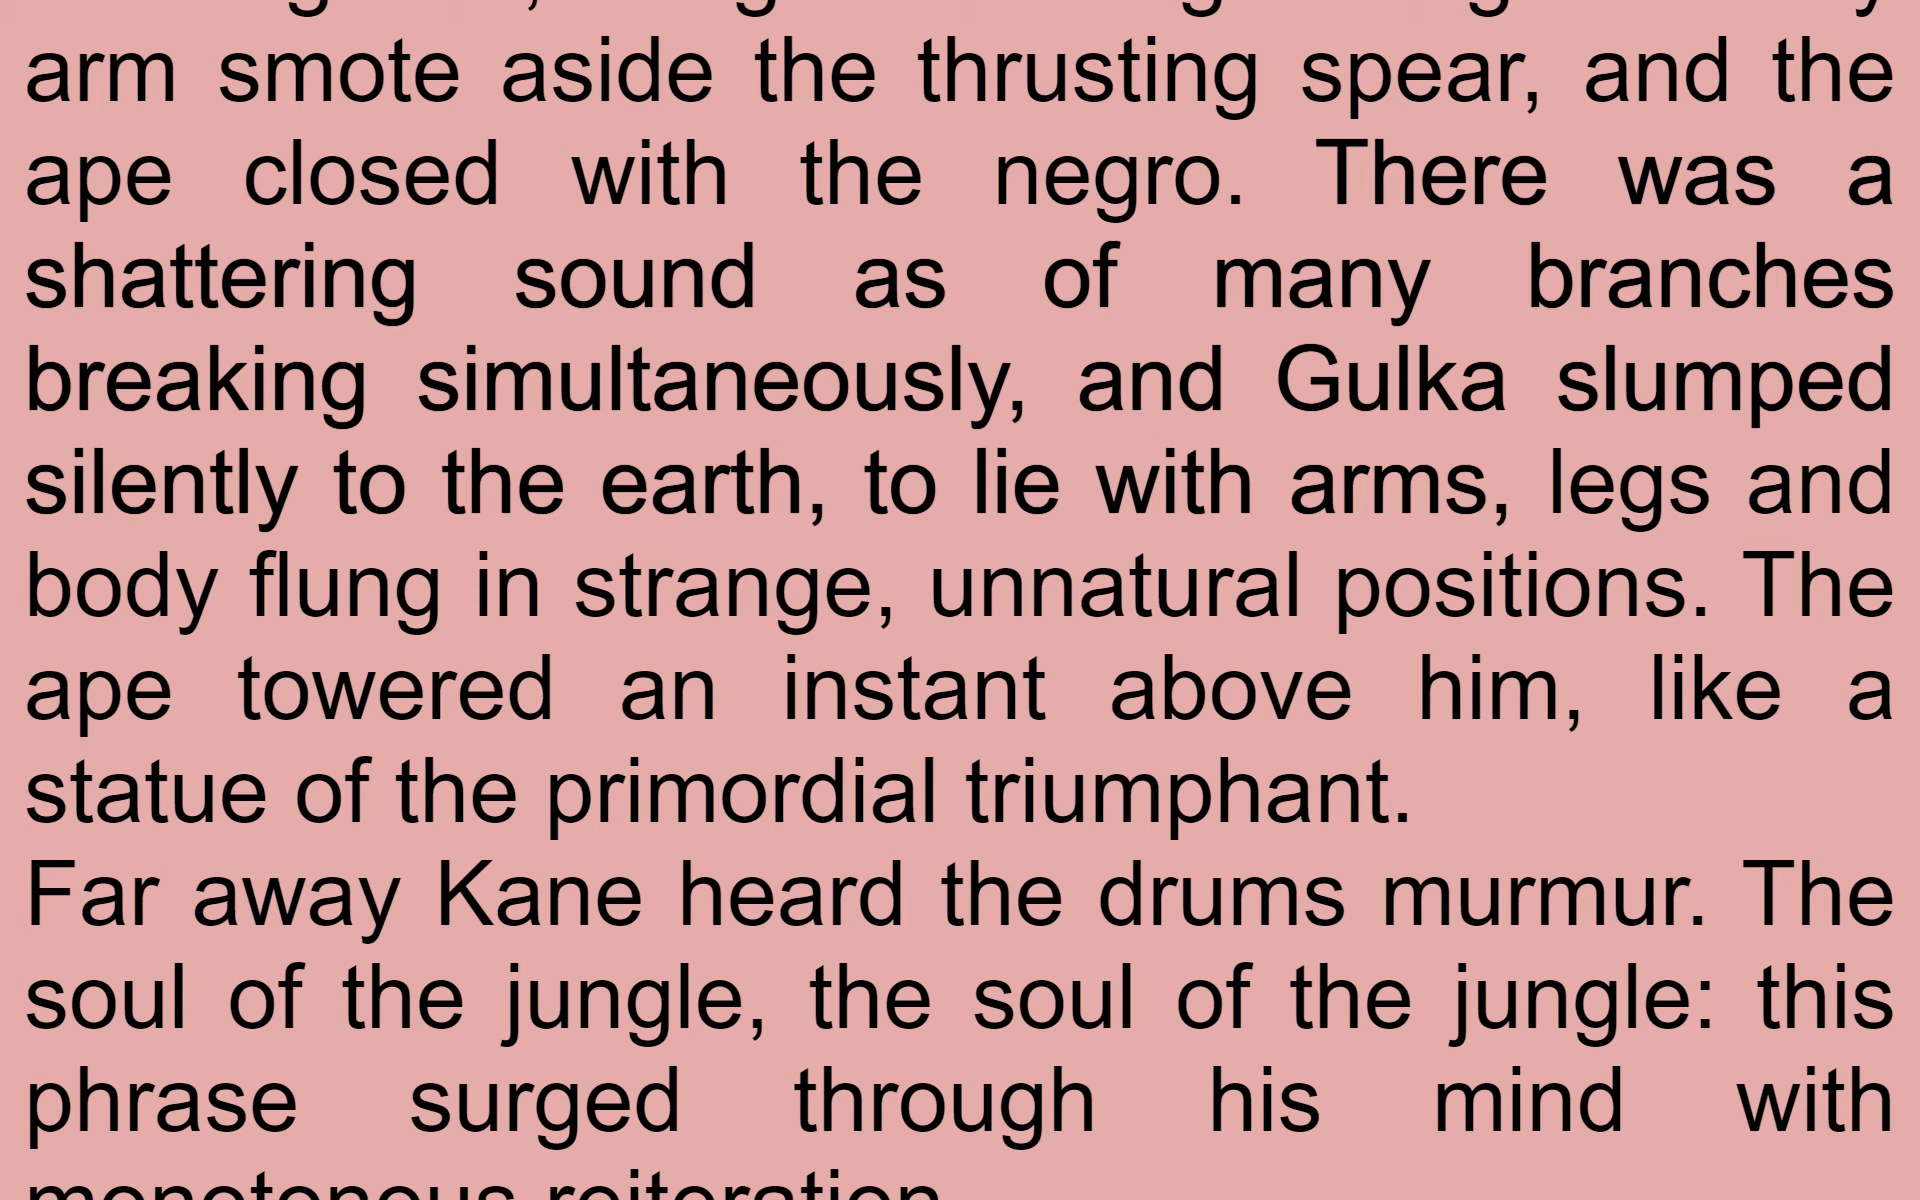 arm smote aside the thrusting spear, and the
ape closed with the negro. There was a
shattering sound as of many branches
breaking simultaneously, and Gulka slumped
silently to the earth, to lie with arms, legs and
body flung in strange, unnatural positions. The
ape towered an instant above him, like a
statue of the primordial triumphant.
Far away Kane heard the drums murmur. The
soul of the jungle, the soul of the jungle: this
phrase surged through his mind with
monotonous reiteration